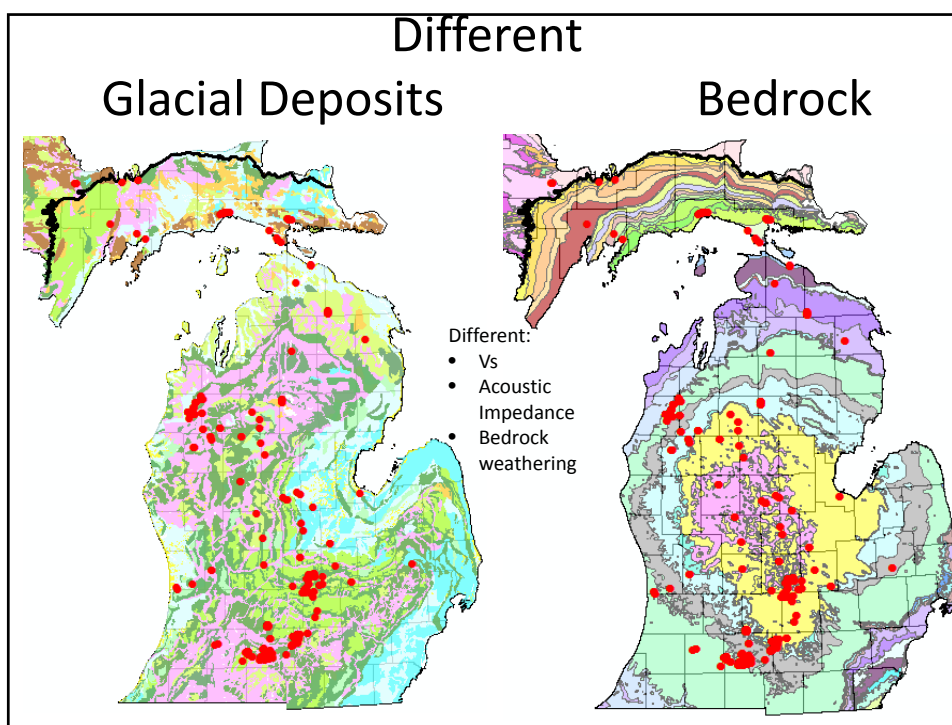 Different
Glacial Deposits
Bedrock
Different:
• Vs
• Acoustic
Impedance
• Bedrock
weathering